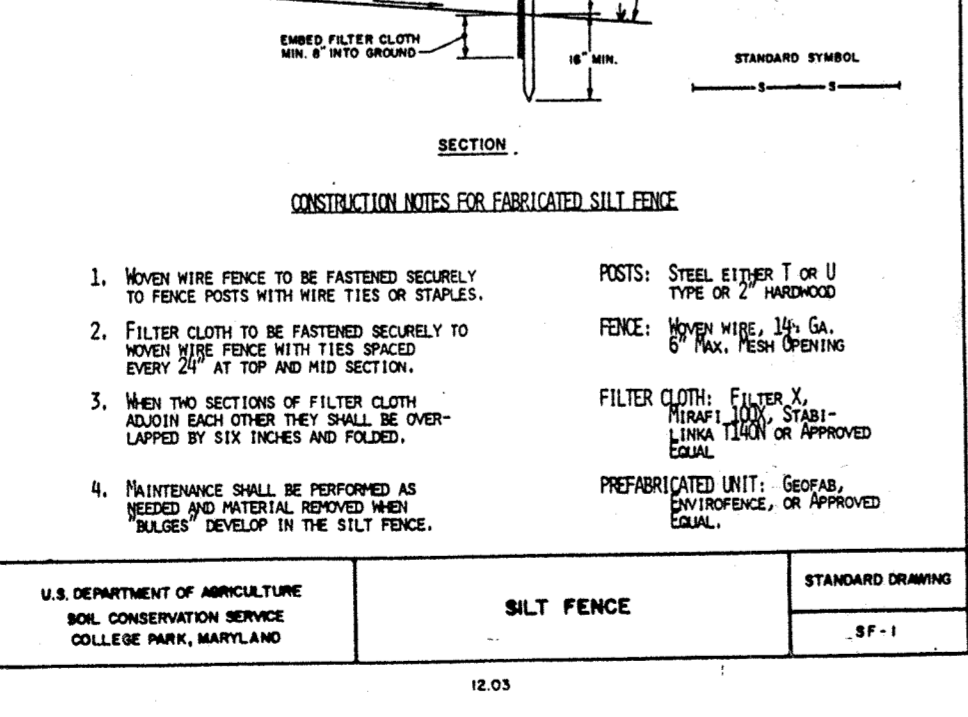 EMBED FILTER CLOTH
MIN. 8" INTO GROUND
16" MIN.
STANDARD SYMBOL
S S
SECTION
CONSTRUCTION NOTES FOR FABRICATED SILT FENCE
1. WOVEN WIRE FENCE TO BE FASTENED SECURELY
TO FENCE POSTS WITH WIRE TIES OR STAPLES.
2. FILTER CLOTH TO BE FASTENED SECURELY TO
WOVEN WIRE FENCE WITH TIES SPACED
EVERY 24" AT TOP AND MID SECTION.
3. WHEN TWO SECTIONS OF FILTER CLOTH
ADJOIN EACH OTHER THEY SHALL BE OVER-
LAPPED BY SIX INCHES AND FOLDED.
4. MAINTENANCE SHALL BE PERFORMED AS
NEEDED AND MATERIAL REMOVED WHEN
"BULGES" DEVELOP IN THE SILT FENCE.
POSTS: STEEL EITHER T OR U
TYPE OR 2" HARDWOOD
FENCE: WOVEN WIRE, GA.
6" MAX. MESH OPENING
FILTER CLOTH: FILTER X,
MIRAFI 100X, STABI-
LINKA T140N OR APPROVED
EQUAL
PREFABRICATED UNIT: GEOFAB,
ENVIROFENCE, OR APPROVED
EQUAL.
U.S. DEPARTMENT OF AGRICULTURE
SOIL CONSERVATION SERVICE
COLLEGE PARK, MARYLAND
SILT FENCE
STANDARD DRAWING
SF-1
12.03